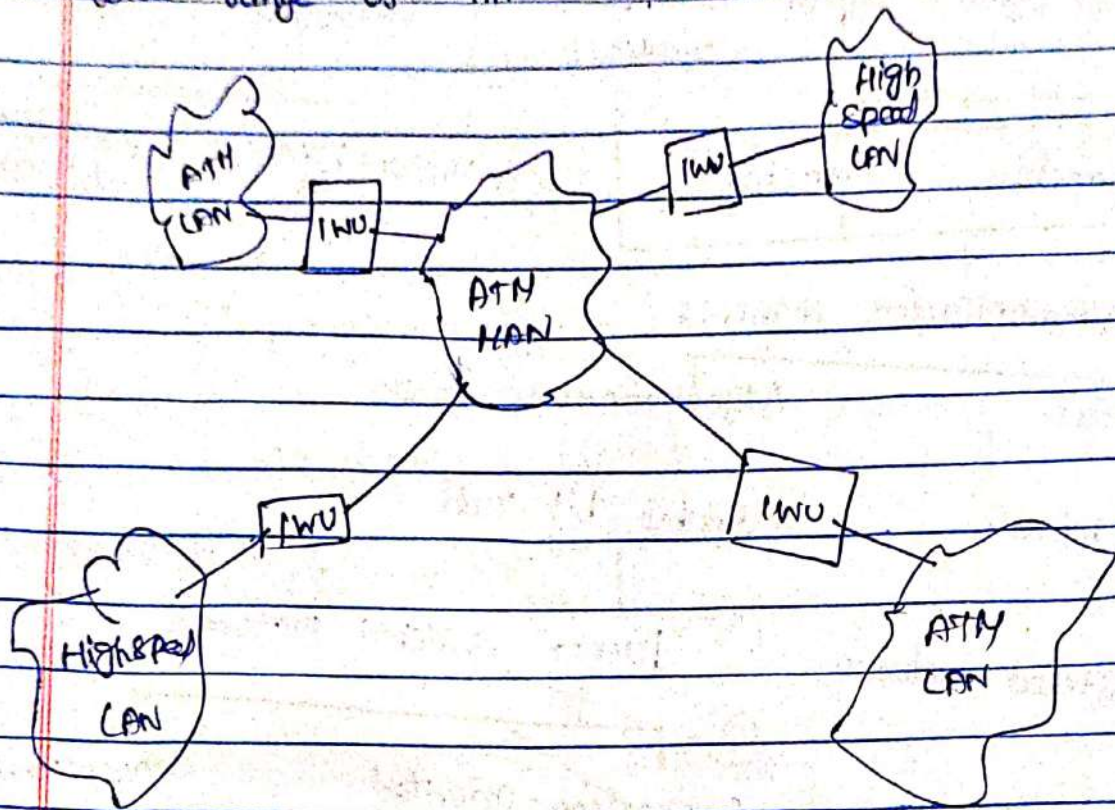 High
speed
LAN
ATM
LAN
IWU
IWU
ATM
MAN
IWU
IWU
Highspeed
LAN
ATM
LAN